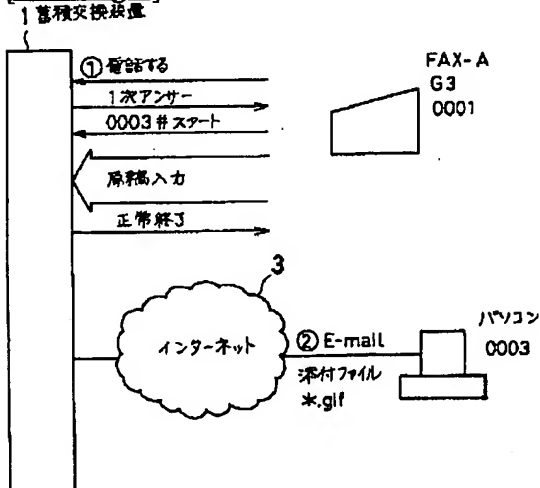 1 蓄積交換装置
① 電話する
1次アンサー
0003 # スタート
原稿入力
正常終了
FAX-A
G3
0001
3
インターネット
② E-mail
添付ファイル
*.gif
パソコン
0003